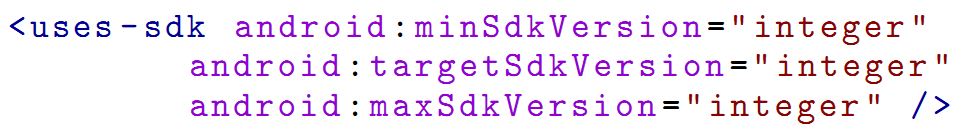 <uses-sdk android:minSdkVersion="integer"
android:targetSdkVersion="integer"
android:maxSdkVersion="integer" />